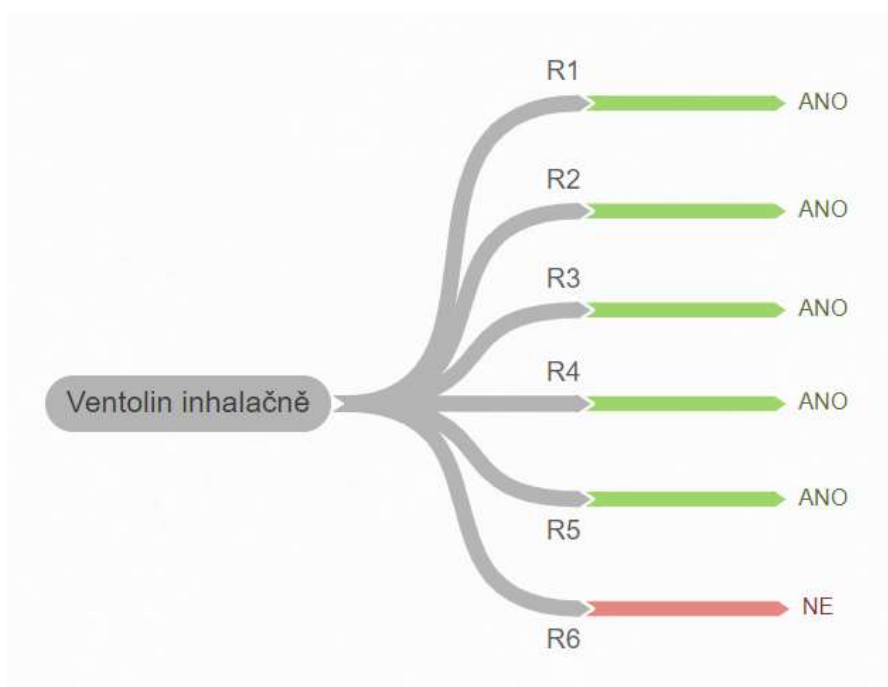 R1
ANO
R2
ANO
R3
ANO
R4
ANO
Ventolin inhalačně
ANO
R5
NE
R6